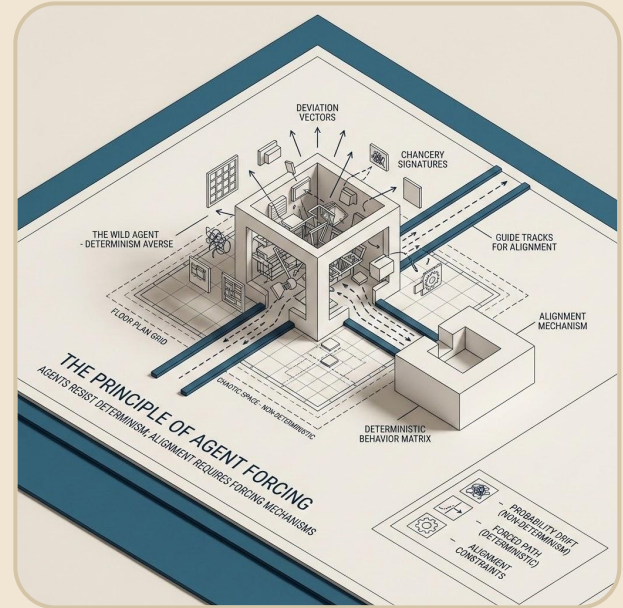 DEVIATION
VECTORS
CHANCERY
SIGNATURES
THE WILD AGENT
- DETERMINISM AVERSE
GUIDE TRACKS
FOR ALIGNMENT
FLOOR PLAN GRID
ALIGNMENT
MECHANISM
CHAOTIC SPACE - NON-DETERMINISTIC
DETERMINISTIC
BEHAVIOR MATRIX
THE PRINCIPLE OF AGENT FORCING
AGENTS RESIST DETERMINISM: ALIGNMENT REQUIRES FORCING MECHANISMS
- PROBABILITY DRIFT
(NON-DETERMINISM)
- FORCED PATH
(DETERMINISTIC)
- ALIGNMENT
CONSTRAINTS